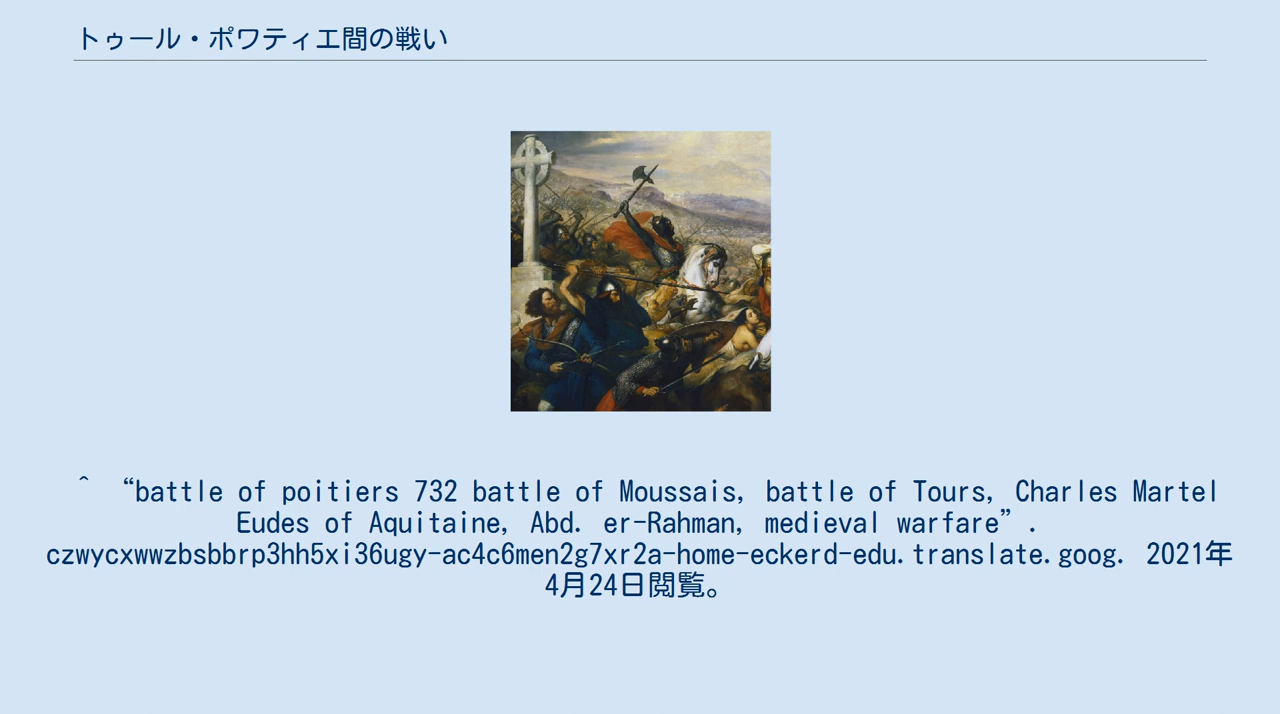 トゥール・ポワティエ間の戦い
^ “battle of poitiers 732 battle of Moussais, battle of Tours, Charles Martel
Eudes of Aquitaine, Abd. er-Rahman, medieval warfare”.
czwycxwwzbsbbrp3hh5xi36ugy-ac4c6men2g7xr2a-home-eckerd-edu.translate.goog. 2021年
4月24日閲覧。